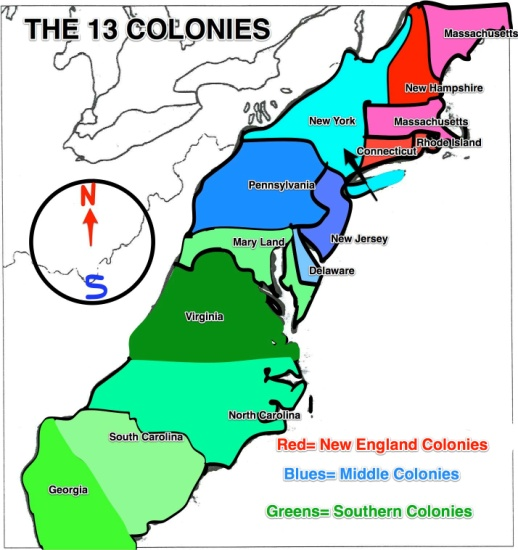 THE 13 COLONIES
Massachusetts
New Hampshire
New York
Massachusetts
Rhode Island
Connecticut
Pennsylvania
N
Mary Land
New Jersey
Delaware
S
Virginia
North Carolina
South Carolina
Red= New England Colonies
Blues= Middle Colonies
Georgia
Greens= Southern Colonies